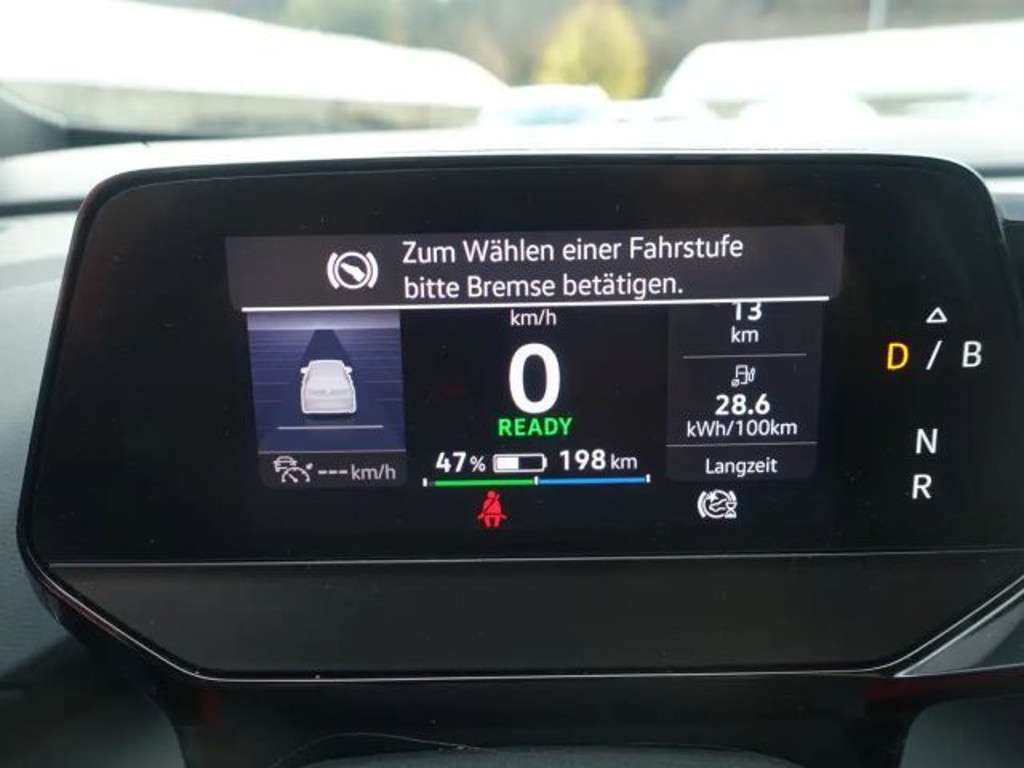 Zum Wählen einer Fahrstufe
bitte Bremse betätigen.
km/h
0
READY
47% 198 km
--- km/h
13
km
28.6
kWh/100km
Langzeit
D / B
N
R